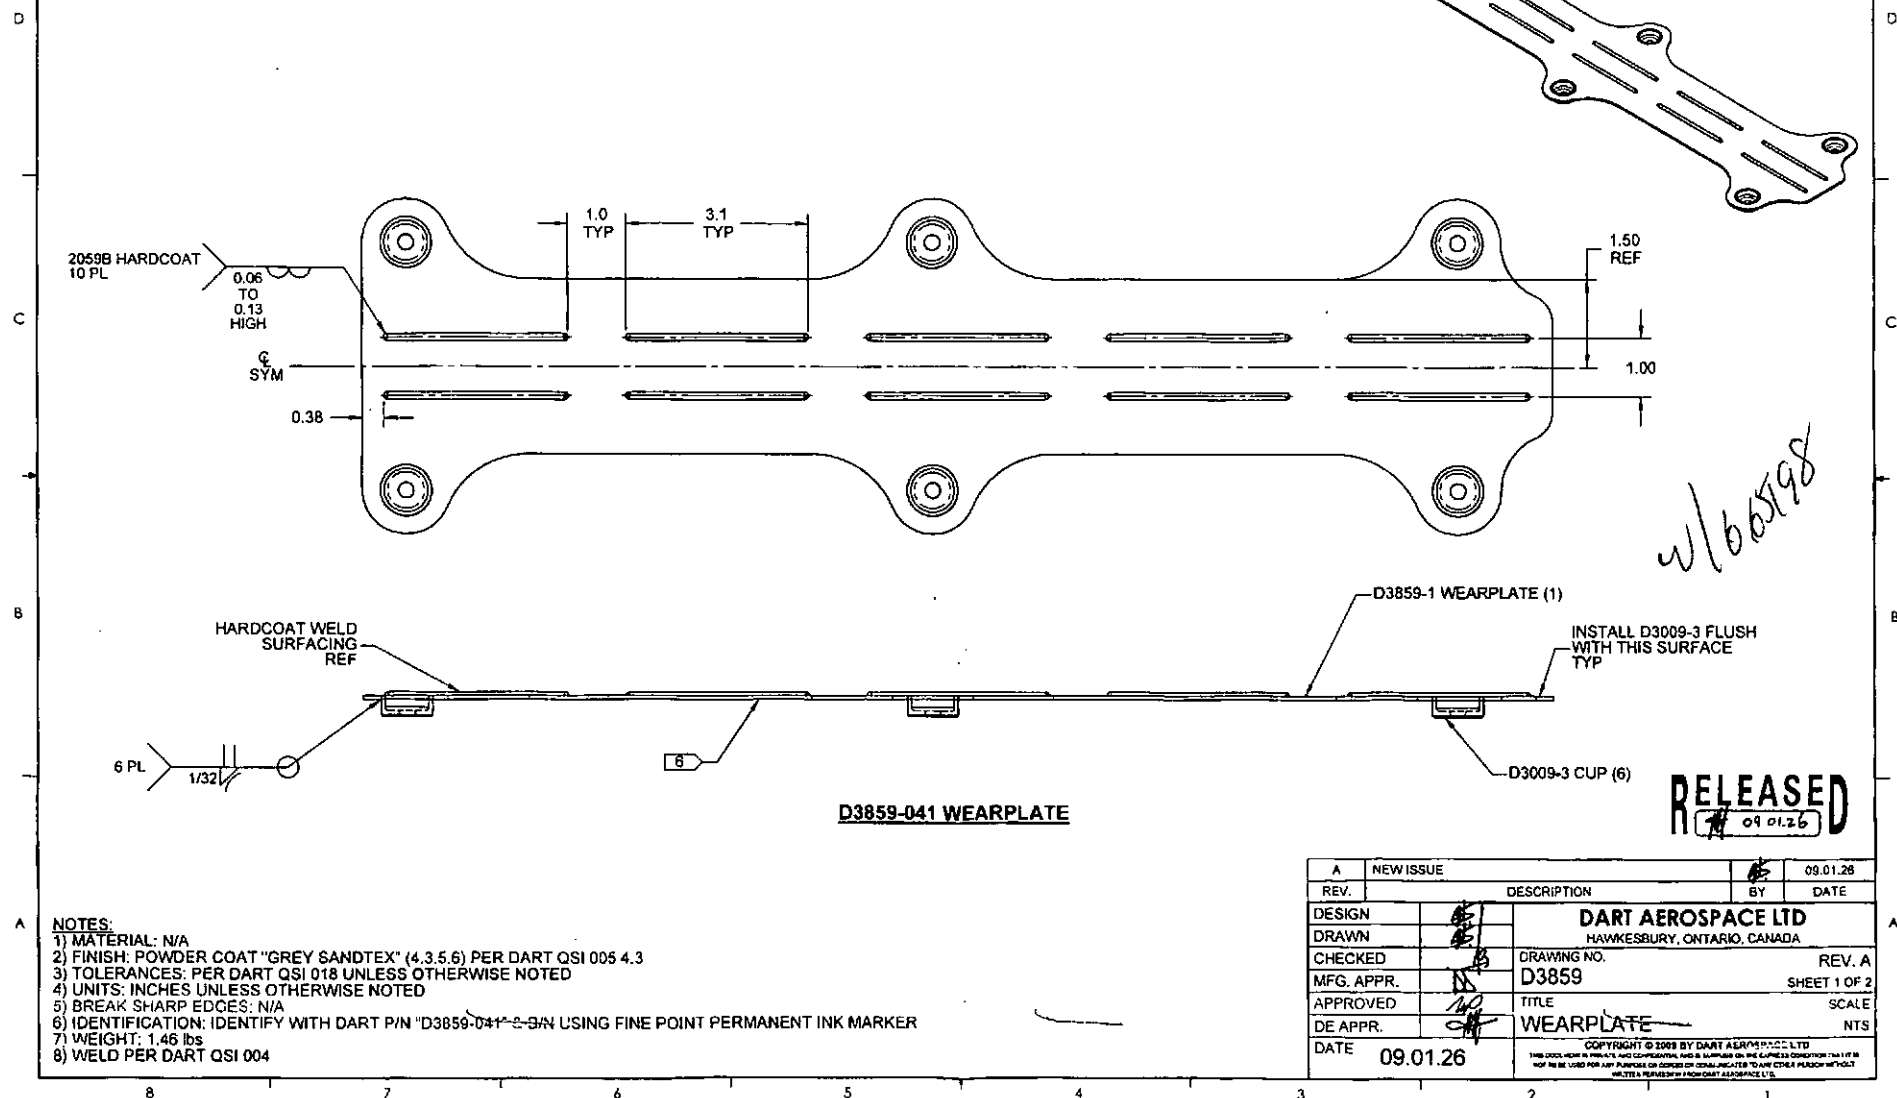 D
D
2059B HARDCOAT
10 PL
0.06
TO
0.13
HIGH
1.0
TYP
3.1
TYP
1.50
REF
C
C
℄
SYM
1.00
0.38
B
B
HARDCOAT WELD
SURFACING
REF
D3859-1 WEARPLATE (1)
INSTALL D3009-3 FLUSH
WITH THIS SURFACE
TYP
6 PL
1/32
6
D3009-3 CUP (6)
D3859-041 WEARPLATE
RELEASED
09.01.26
A
A
NOTES:
1) MATERIAL: N/A
2) FINISH: POWDER COAT "GREY SANDTEX" (4.3.5.6) PER DART QSI 005 4.3
3) TOLERANCES: PER DART QSI 018 UNLESS OTHERWISE NOTED
4) UNITS: INCHES UNLESS OTHERWISE NOTED
5) BREAK SHARP EDGES: N/A
6) IDENTIFICATION: IDENTIFY WITH DART P/N "D3859-041" USING FINE POINT PERMANENT INK MARKER
7) WEIGHT: 1.46 lbs
8) WELD PER DART QSI 004
A NEW ISSUE 09.01.26
REV. DESCRIPTION BY DATE
DESIGN
DRAWN
CHECKED
MFG. APPR.
APPROVED
DE APPR.
DATE 09.01.26
DART AEROSPACE LTD
HAWKESBURY, ONTARIO, CANADA
DRAWING NO. REV. A
D3859 SHEET 1 OF 2
TITLE SCALE
WEARPLATE NTS
COPYRIGHT © 2009 BY DART AEROSPACE LTD
8 7 6 5 4 3 2 1